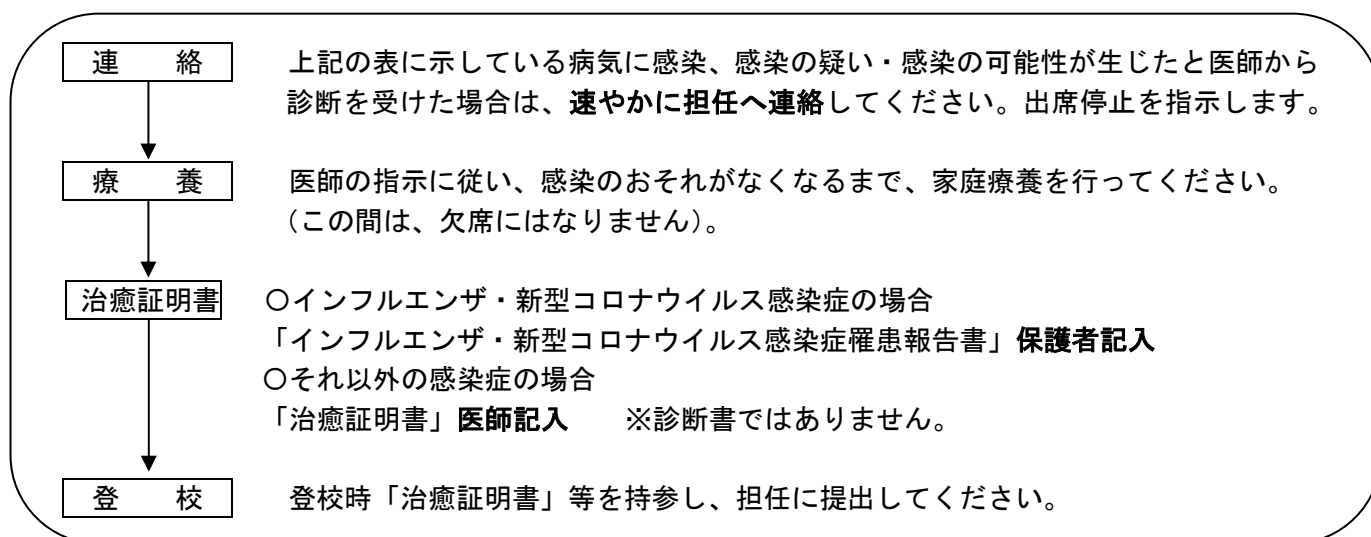 連　絡　上記の表に示している病気に感染、感染の疑い・感染の可能性が生じたと医師から
診断を受けた場合は、速やかに担任へ連絡してください。出席停止を指示します。
療　養　医師の指示に従い、感染のおそれがなくなるまで、家庭療養を行ってください。
（この間は、欠席にはなりません）。
治癒証明書　〇インフルエンザ・新型コロナウイルス感染症の場合
「インフルエンザ・新型コロナウイルス感染症罹患報告書」保護者記入
〇それ以外の感染症の場合
「治癒証明書」医師記入　※診断書ではありません。
登　校　登校時「治癒証明書」等を持参し、担任に提出してください。